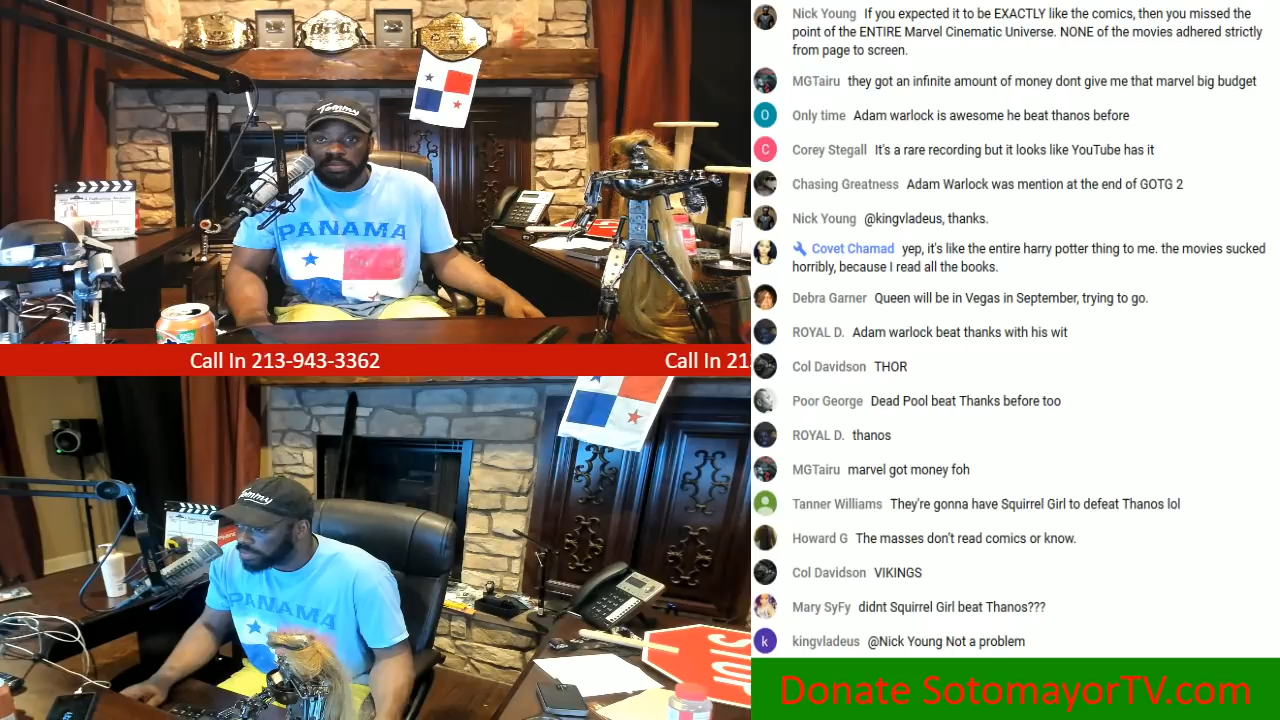 Tommy
PANAMA
Call In 213-943-3362
Call In 21
Tommy
PANAMA
Nick Young If you expected it to be EXACTLY like the comics, then you missed the
point of the ENTIRE Marvel Cinematic Universe. NONE of the movies adhered strictly
from page to screen.
MGTairu they got an infinite amount of money dont give me that marvel big budget
O
Only time Adam warlock is awesome he beat thanos before
C
Corey Stegall It's a rare recording but it looks like YouTube has it
Chasing Greatness Adam Warlock was mention at the end of GOTG 2
Nick Young @kingvladeus, thanks.
Covet Chamad yep, it's like the entire harry potter thing to me. the movies sucked
horribly, because I read all the books.
Debra Garner Queen will be in Vegas in September, trying to go.
ROYAL D. Adam warlock beat thanks with his wit
Col Davidson THOR
Poor George Dead Pool beat Thanks before too
ROYAL D. thanos
MGTairu marvel got money foh
Tanner Williams They're gonna have Squirrel Girl to defeat Thanos lol
Howard G The masses don't read comics or know.
Col Davidson VIKINGS
Mary SyFy didnt Squirrel Girl beat Thanos???
k
kingvladeus @Nick Young Not a problem
Donate SotomayorTV.com